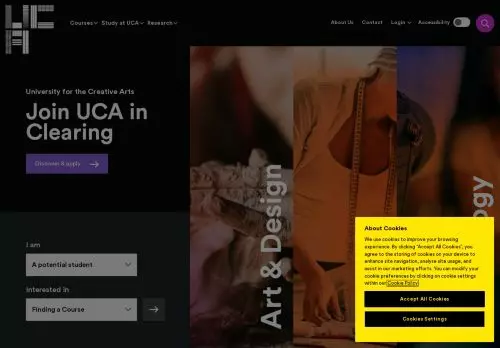 UCA
Courses
Study at UCA
Research
About Us
Contact
Login
Accessibility
University for the Creative Arts
Join UCA in
Clearing
Discover & apply
I am
A potential student
Interested in
Finding a Course
Art & Design
ogy
About Cookies
We use cookies to improve your browsing
experience. By clicking "Accept All Cookies", you
agree to the storing of cookies on your device to
enhance site navigation, analyse site usage, and
assist in our marketing efforts. You can modify your
cookie preferences by clicking on cookie settings
within our Cookie Policy
Accept All Cookies
Cookies Settings